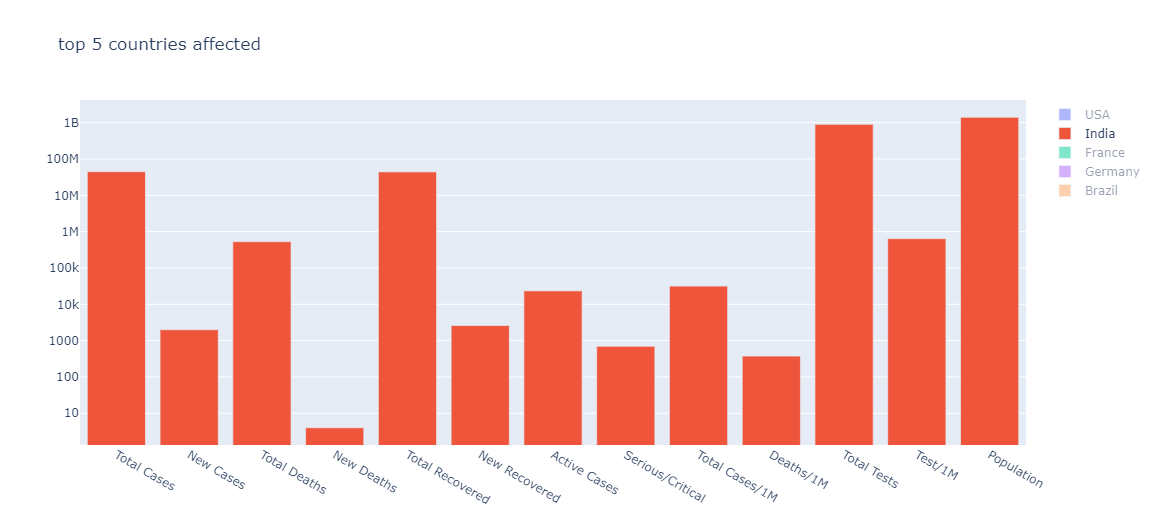 top 5 countries affected
1B
100M
10M
1M
100k
10k
1000
100
10
Total Cases
New Cases
Total Deaths
New Deaths
Total Recovered
New Recovered
Active Cases
Serious/Critical
Total Cases/1M
Deaths/1M
Total Tests
Test/1M
Population
USA
India
France
Germany
Brazil